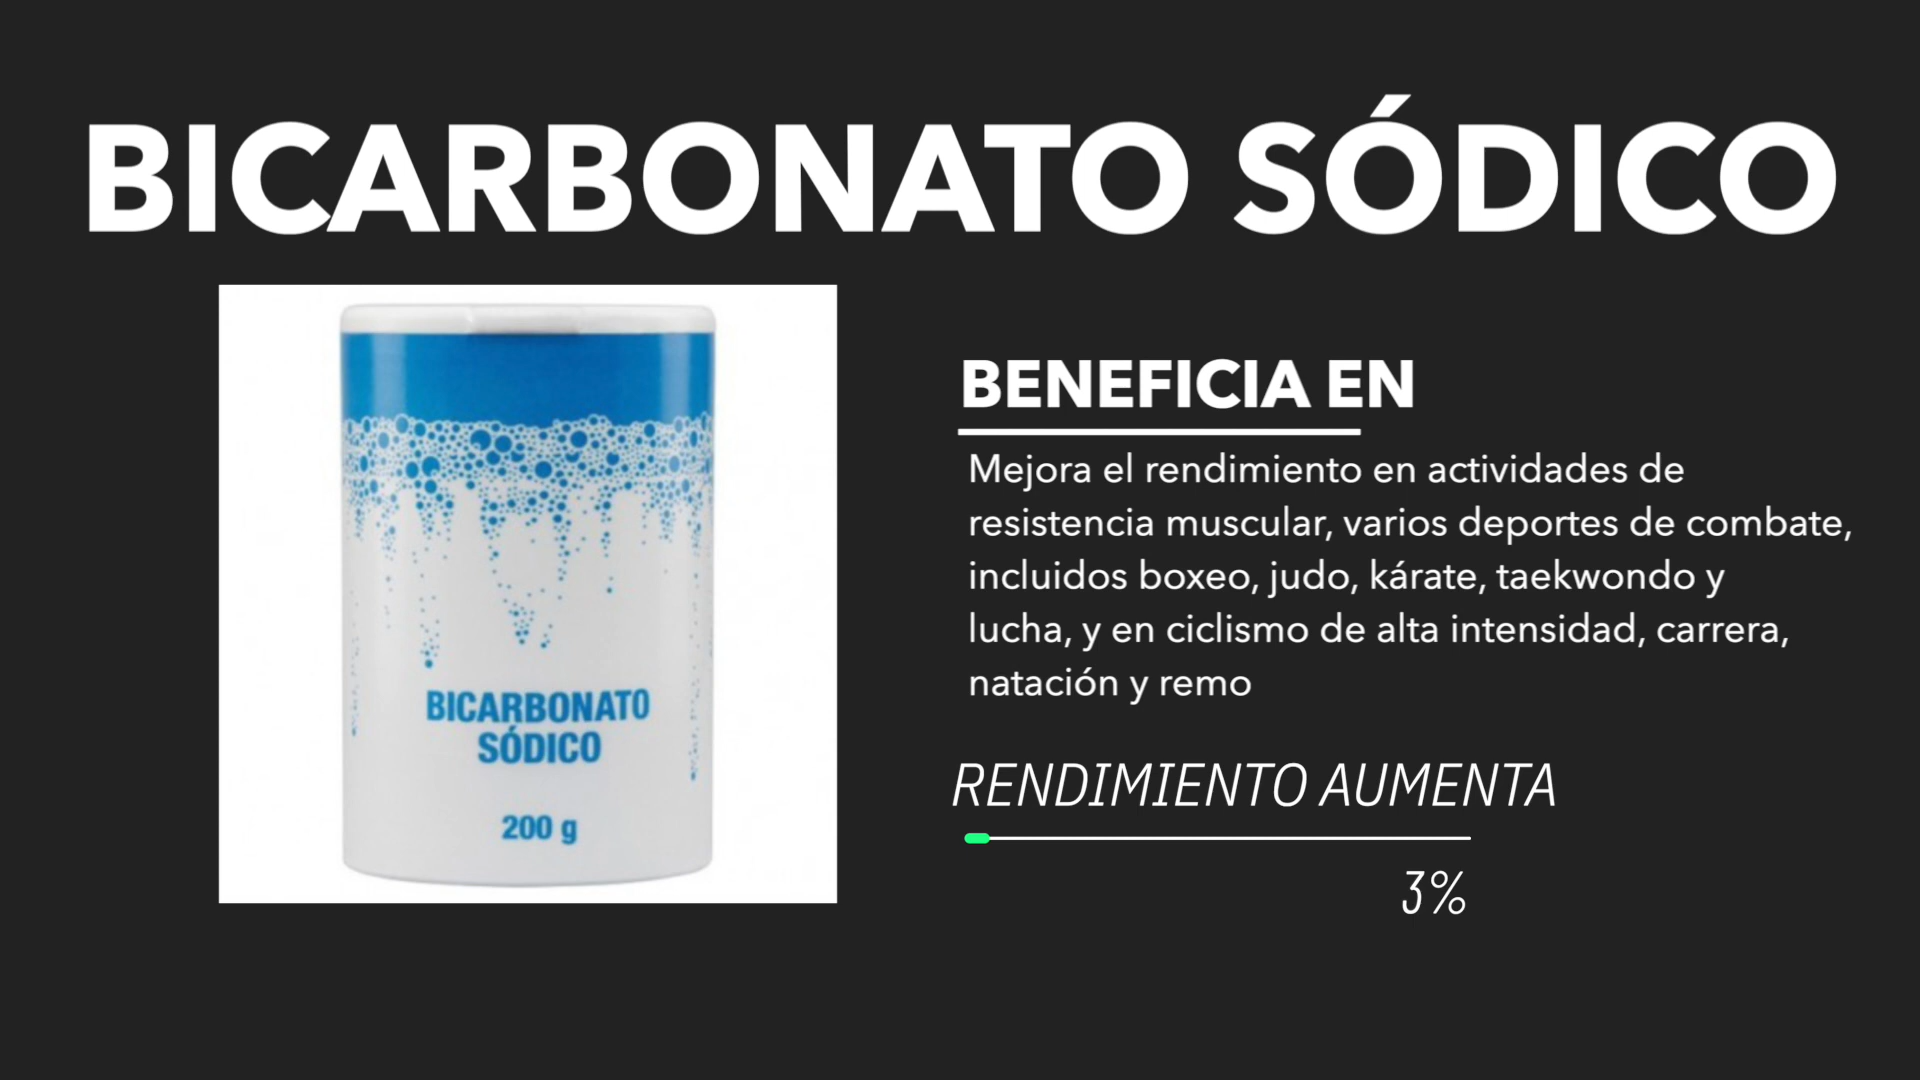 BICARBONATO SÓDICO
BICARBONATO
SÓDICO
200 g
BENEFICIA EN
Mejora el rendimiento en actividades de
resistencia muscular, varios deportes de combate,
incluidos boxeo, judo, kárate, taekwondo y
lucha, y en ciclismo de alta intensidad, carrera,
natación y remo
RENDIMIENTO AUMENTA
3%